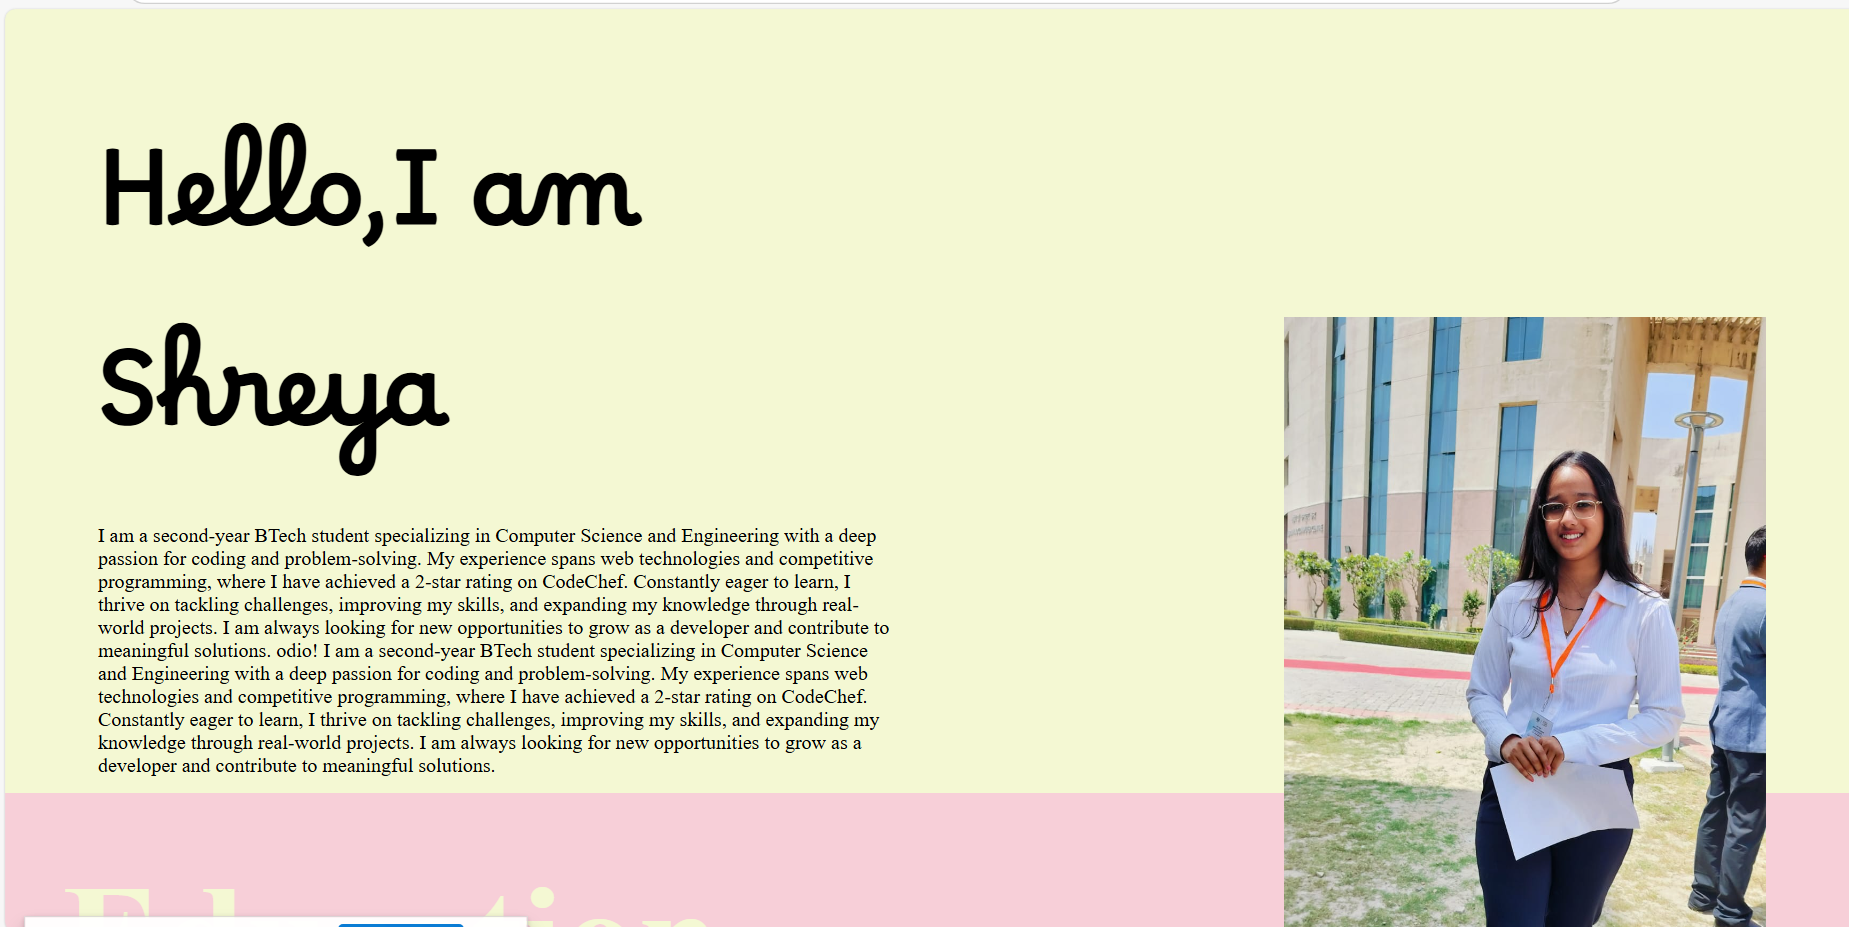 Hello,I am
Shreya
I am a second-year BTech student specializing in Computer Science and Engineering with a deep
passion for coding and problem-solving. My experience spans web technologies and competitive
programming, where I have achieved a 2-star rating on CodeChef. Constantly eager to learn, I
thrive on tackling challenges, improving my skills, and expanding my knowledge through real-
world projects. I am always looking for new opportunities to grow as a developer and contribute to
meaningful solutions. odio! I am a second-year BTech student specializing in Computer Science
and Engineering with a deep passion for coding and problem-solving. My experience spans web
technologies and competitive programming, where I have achieved a 2-star rating on CodeChef.
Constantly eager to learn, I thrive on tackling challenges, improving my skills, and expanding my
knowledge through real-world projects. I am always looking for new opportunities to grow as a
developer and contribute to meaningful solutions.
Education